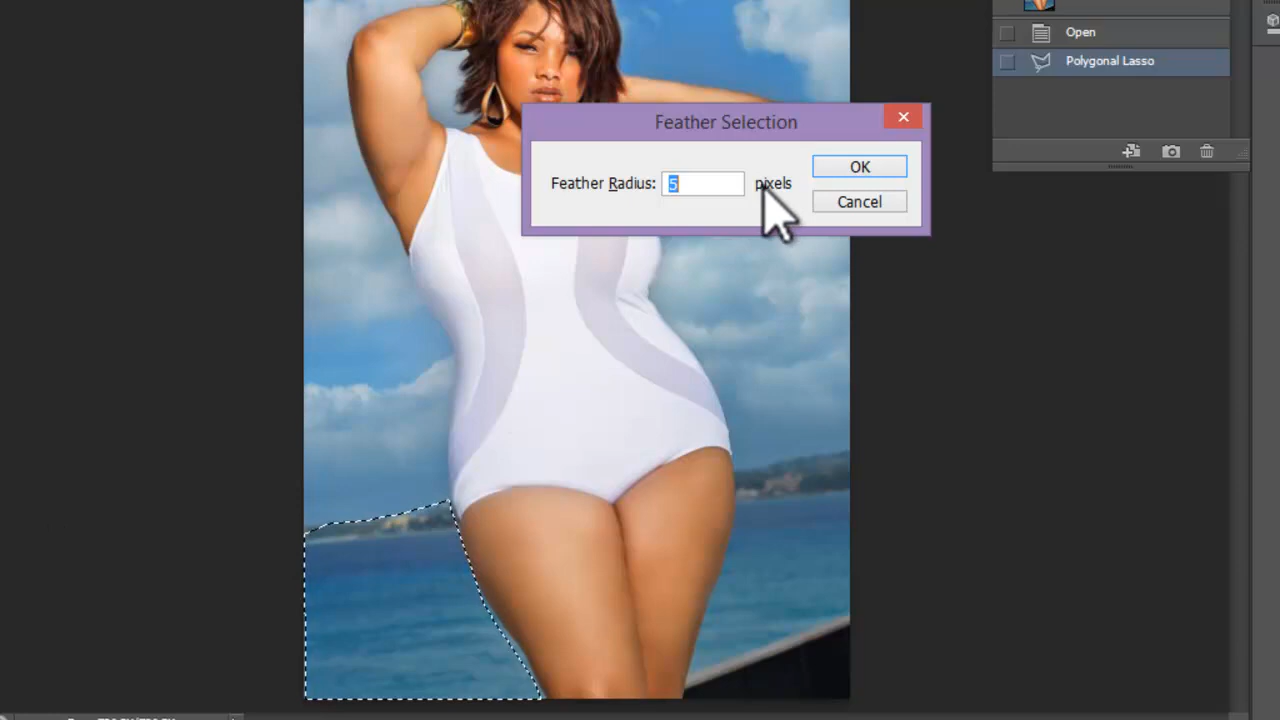 Open
Polygonal Lasso
Feather Selection
Feather Radius: 5 pixels
OK
Cancel